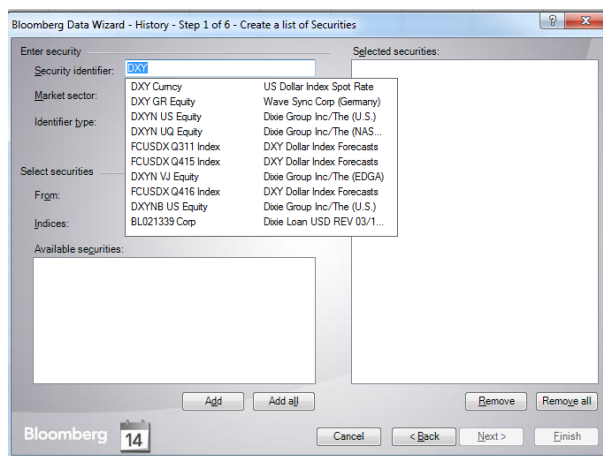 Bloomberg Data Wizard - History - Step 1 of 6 - Create a list of Securities
Enter security
Selected securities:
Security identifier: DXY
Market sector:
Identifier type:
DXY Curncy US Dollar Index Spot Rate
DXY GR Equity Wave Sync Corp (Germany)
DXYN US Equity Dixie Group Inc/The (U.S.)
DXYN UQ Equity Dixie Group Inc/The (NAS...
FCUSDX Q311 Index DXY Dollar Index Forecasts
FCUSDX Q415 Index DXY Dollar Index Forecasts
DXYN VJ Equity Dixie Group Inc/The (EDGA)
FCUSDX Q416 Index DXY Dollar Index Forecasts
DXYNB US Equity Dixie Group Inc/The (U.S.)
BL021339 Corp Dixie Loan USD REV 03/1...
Select securities
From:
Indices:
Available securities:
Add Add all Remove Remove all
Bloomberg 14 Cancel < Back Next > Finish